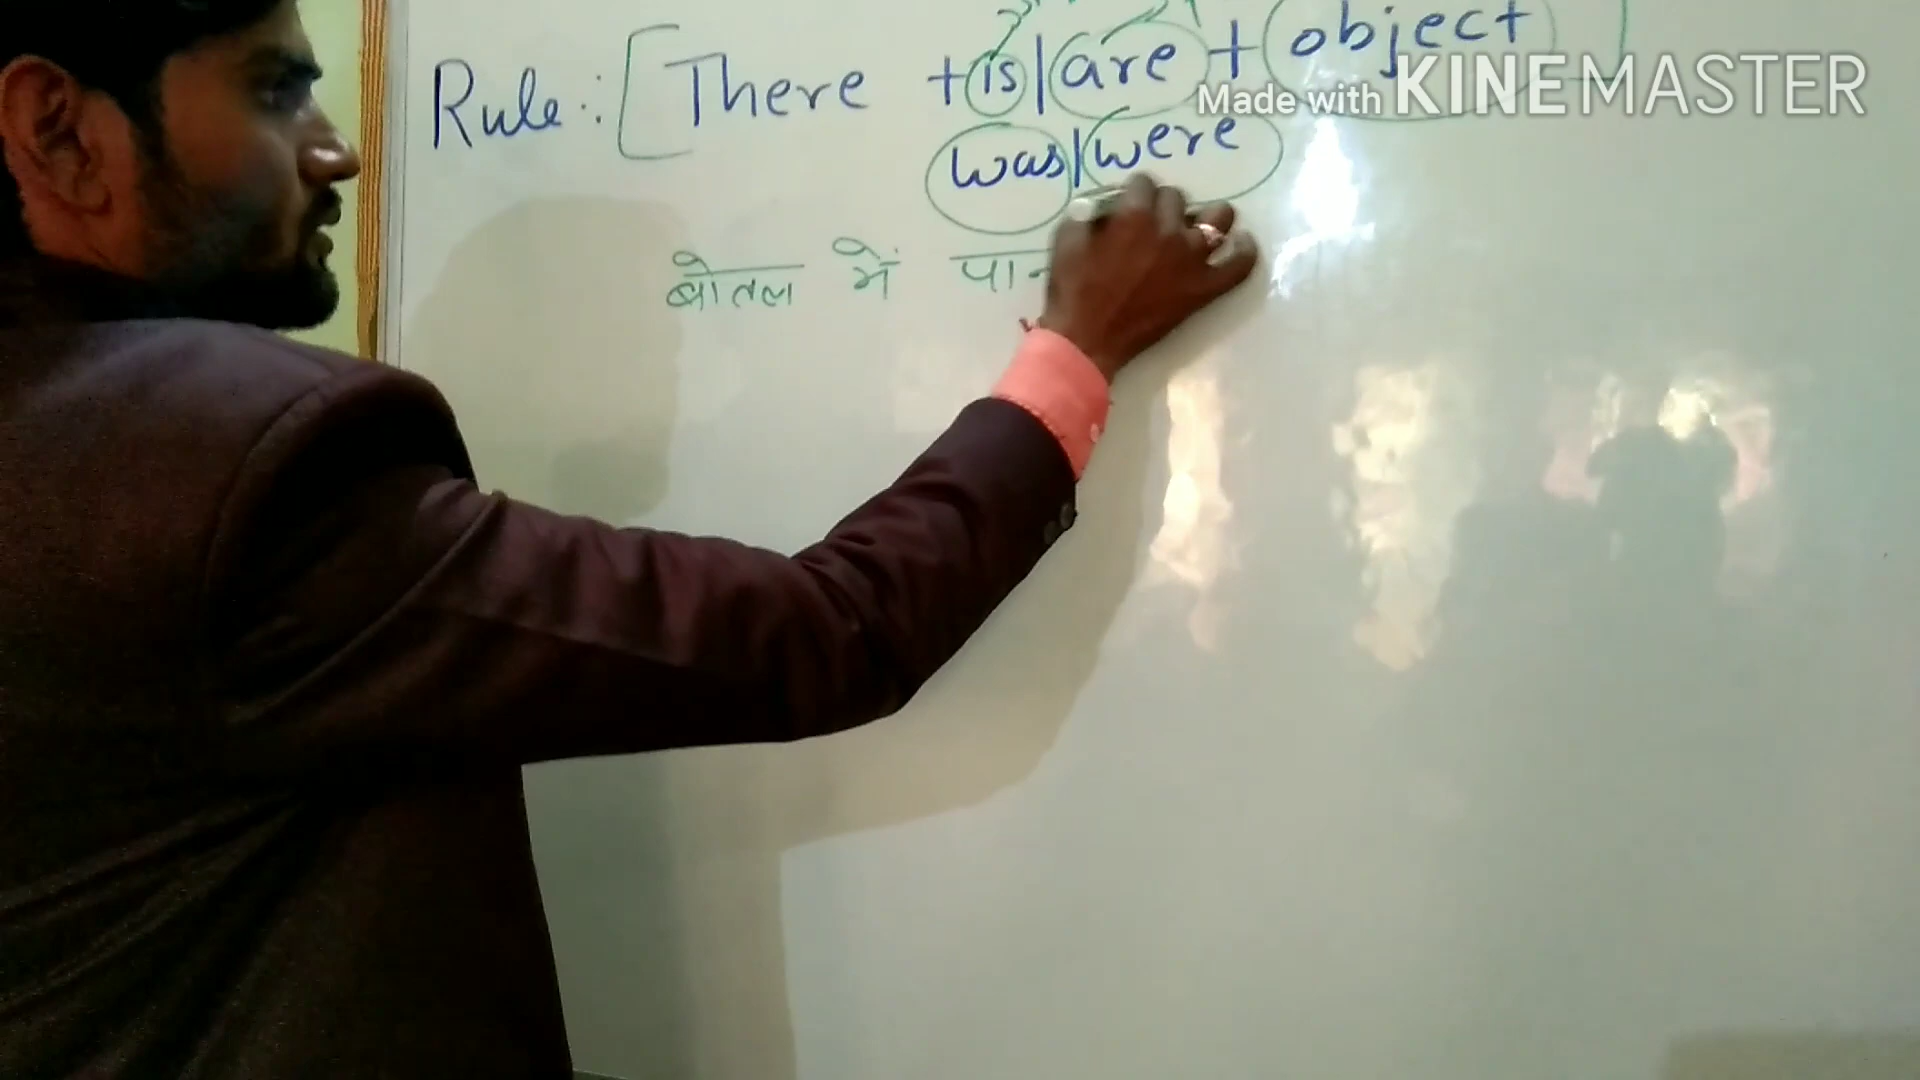 Rule:- [There + is | are + object ]
Made with KINEMASTER
was | were
बोतल में पान